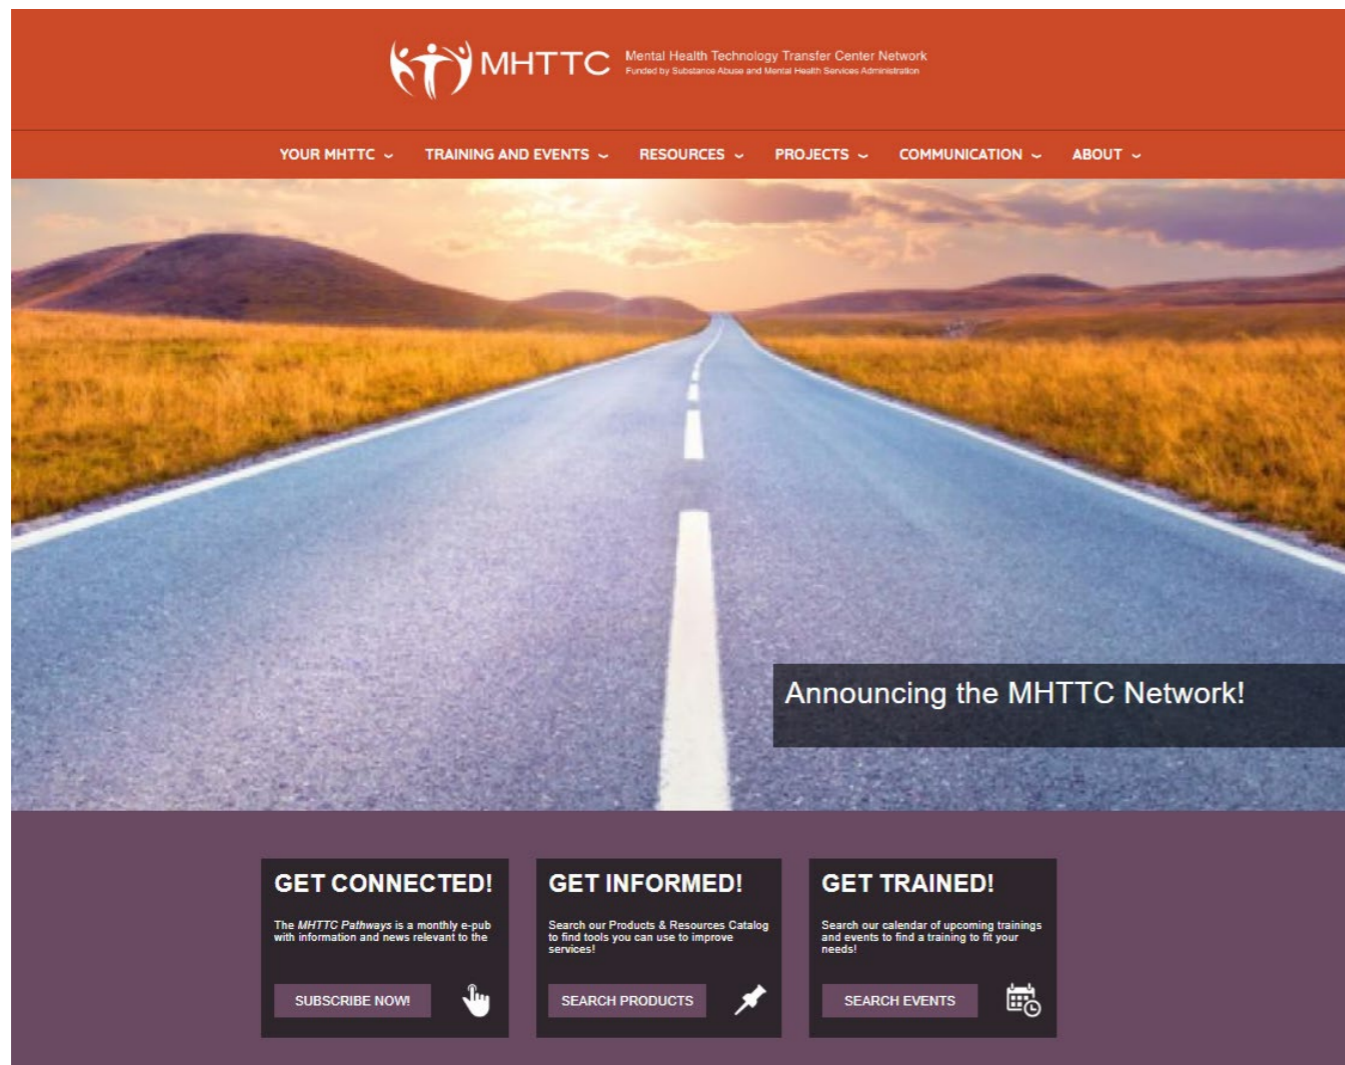 MHTTC
Mental Health Technology Transfer Center Network
Funded by Substance Abuse and Mental Health Services Administration
YOUR MHTTC
TRAINING AND EVENTS
RESOURCES
PROJECTS
COMMUNICATION
ABOUT
Announcing the MHTTC Network!
GET CONNECTED!
The MHTTC Pathways is a monthly e-pub
with information and news relevant to the
SUBSCRIBE NOW!
GET INFORMED!
Search our Products & Resources Catalog
to find tools you can use to improve
services!
SEARCH PRODUCTS
GET TRAINED!
Search our calendar of upcoming trainings
and events to find a training to fit your
needs!
SEARCH EVENTS